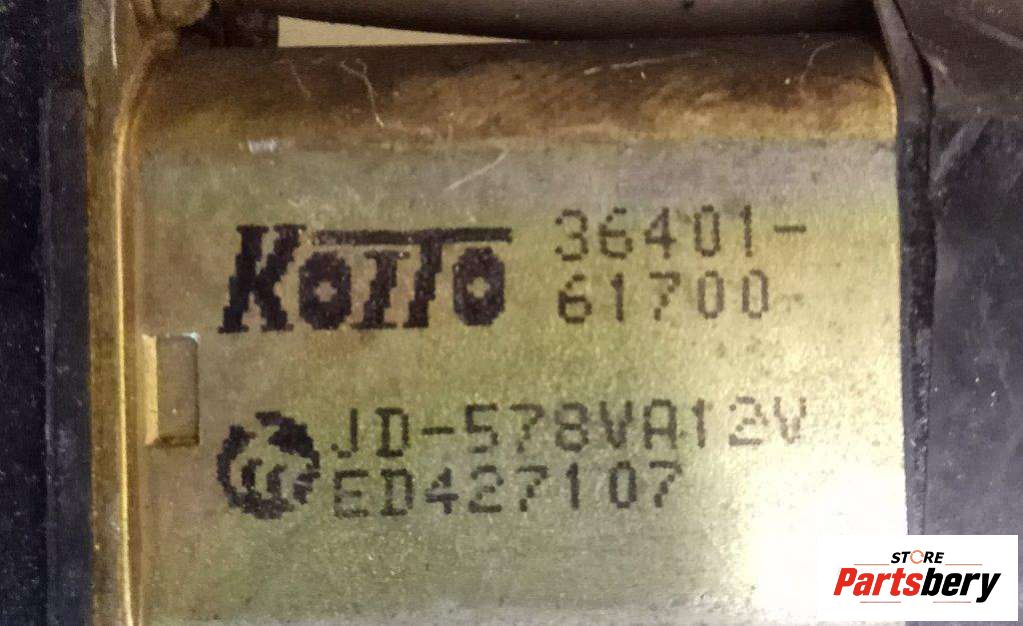 KOITO 36401-
61700
JD-578VA12V
ED427107
STORE
Partsbery